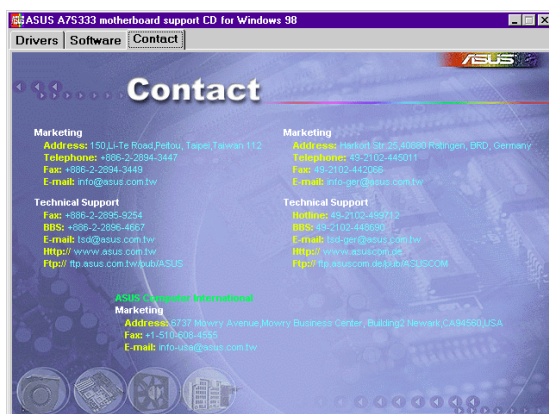 ASUS A7S333 motherboard support CD for Windows 98
Drivers Software Contact
ASUS
Contact
Marketing
Address: 150,Li-Te Road,Peitou, Taipei,Taiwan 112
Telephone: +886-2-2894-3447
Fax: +886-2-2894-3449
E-mail: info@asus.com.tw
Technical Support
Fax: +886-2-2895-9254
BBS: +886-2-2896-4667
E-mail: tsd@asus.com.tw
Http:// www.asus.com.tw
Ftp:// ftp.asus.com.tw/pub/ASUS
Marketing
Address: Harkort Str.25,40880 Ratingen, BRD, Germany
Telephone: 49-2102-445011
Fax: 49-2102-442066
E-mail: info-ger@asus.com.tw
Technical Support
Hotline: 49-2102-499712
BBS: 49-2102-448690
E-mail: tsd-ger@asus.com.tw
Http:// www.asuscom.de
Ftp:// ftp.asuscom.de/pub/ASUSCOM
ASUS Computer International
Marketing
Address: 6737 Mowry Avenue,Mowry Business Center, Building2 Newark,CA94560,USA
Fax: +1-510-608-4555
E-mail: info-usa@asus.com.tw